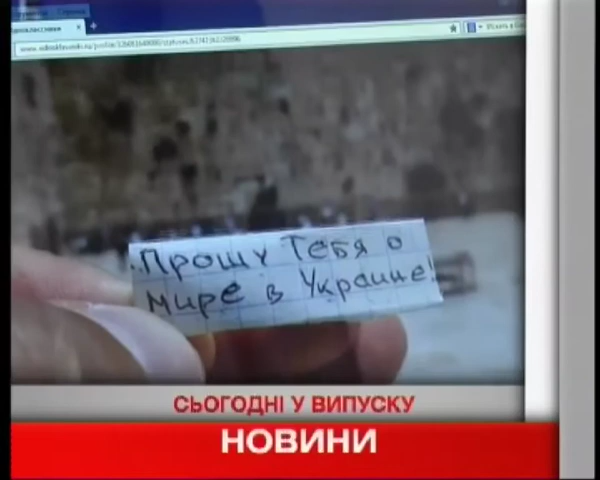 Прошу Тебя о
мире в Украине!
СЬОГОДНІ У ВИПУСКУ
НОВИНИ